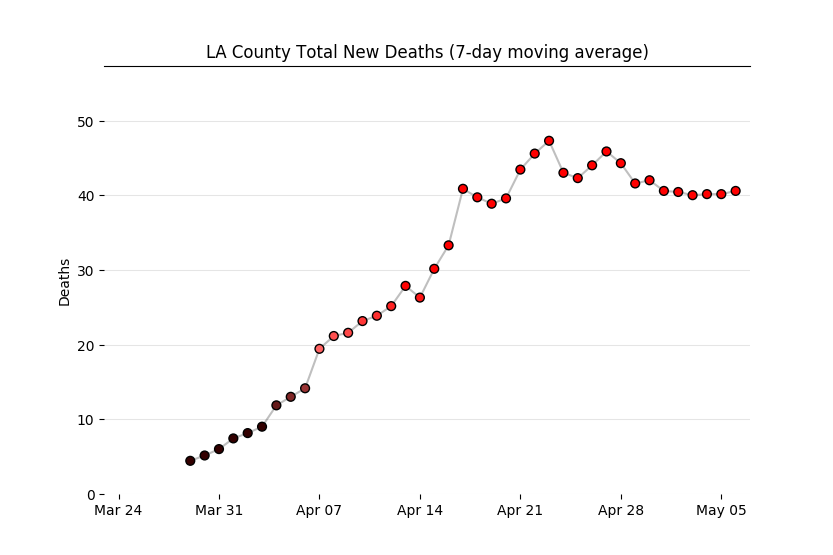 LA County Total New Deaths (7-day moving average)
50
40
30
20
10
0
Deaths
Mar 24 Mar 31 Apr 07 Apr 14 Apr 21 Apr 28 May 05